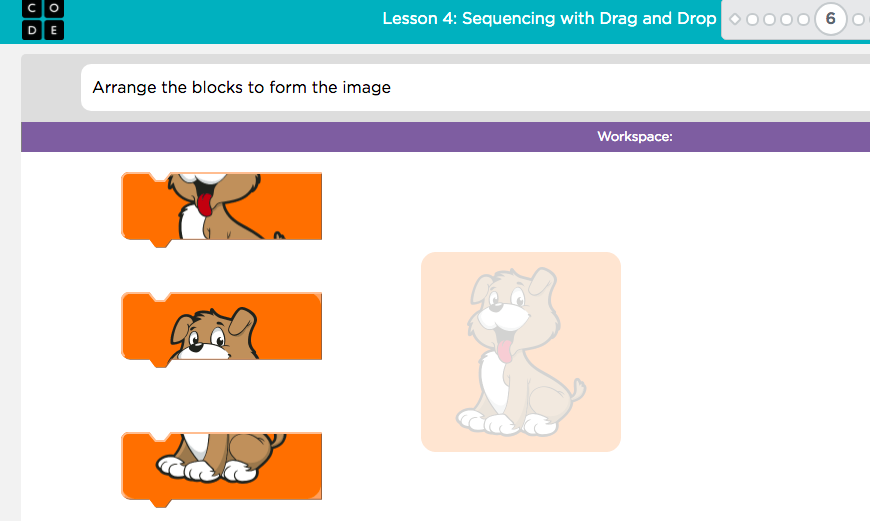 C O
D E
Lesson 4: Sequencing with Drag and Drop
6
Arrange the blocks to form the image
Workspace: